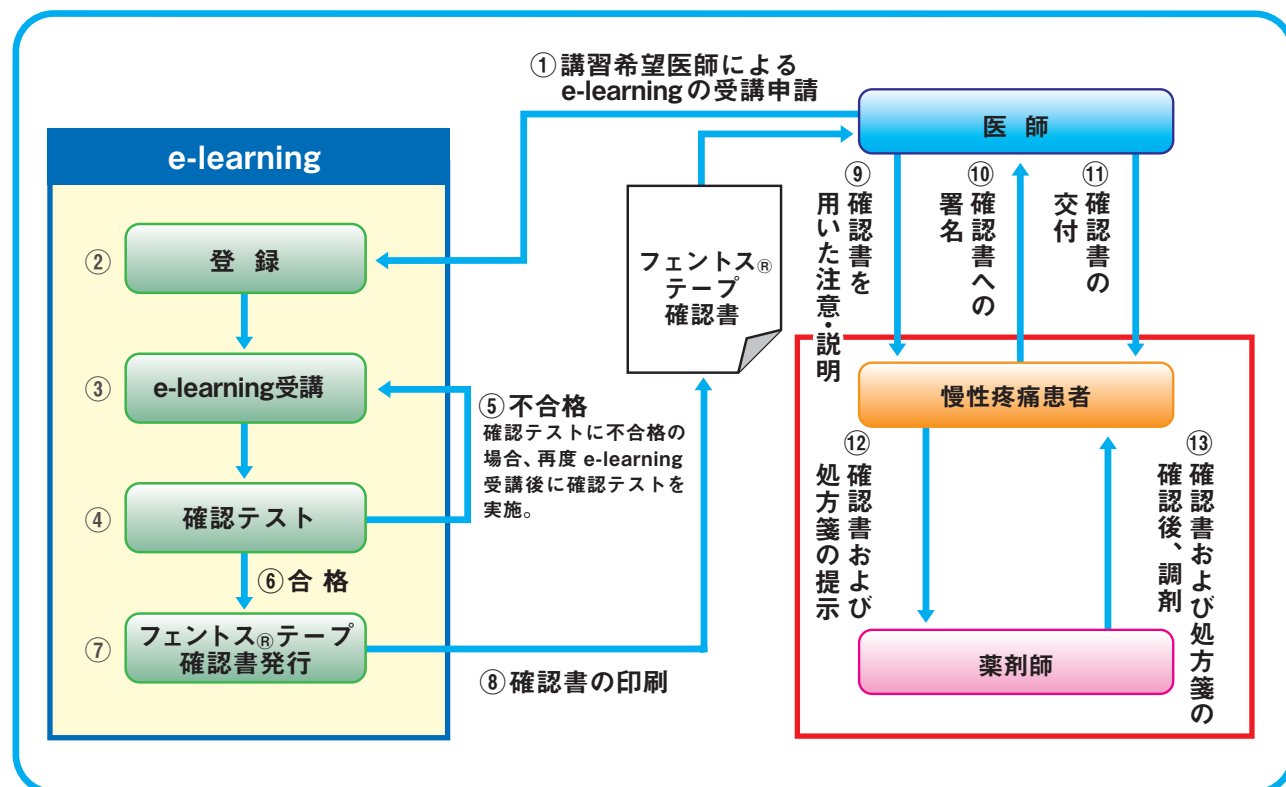 ①講習希望医師による
e-learningの受講申請
e-learning
② 登 録
③ e-learning受講
④ 確認テスト
⑤不合格
確認テストに不合格の
場合、再度 e-learning
受講後に確認テストを
実施。
⑥合 格
⑦ フェントス®テープ
確認書発行
⑧確認書の印刷
フェントス®
テープ
確認書
医 師
⑨確認書を
用いた注意・説明
⑩確認書への
署名
⑪確認書の
交付
慢性疼痛患者
⑫確認書および
処方箋の提示
⑬確認書および処方箋の
確認後、調剤
薬剤師